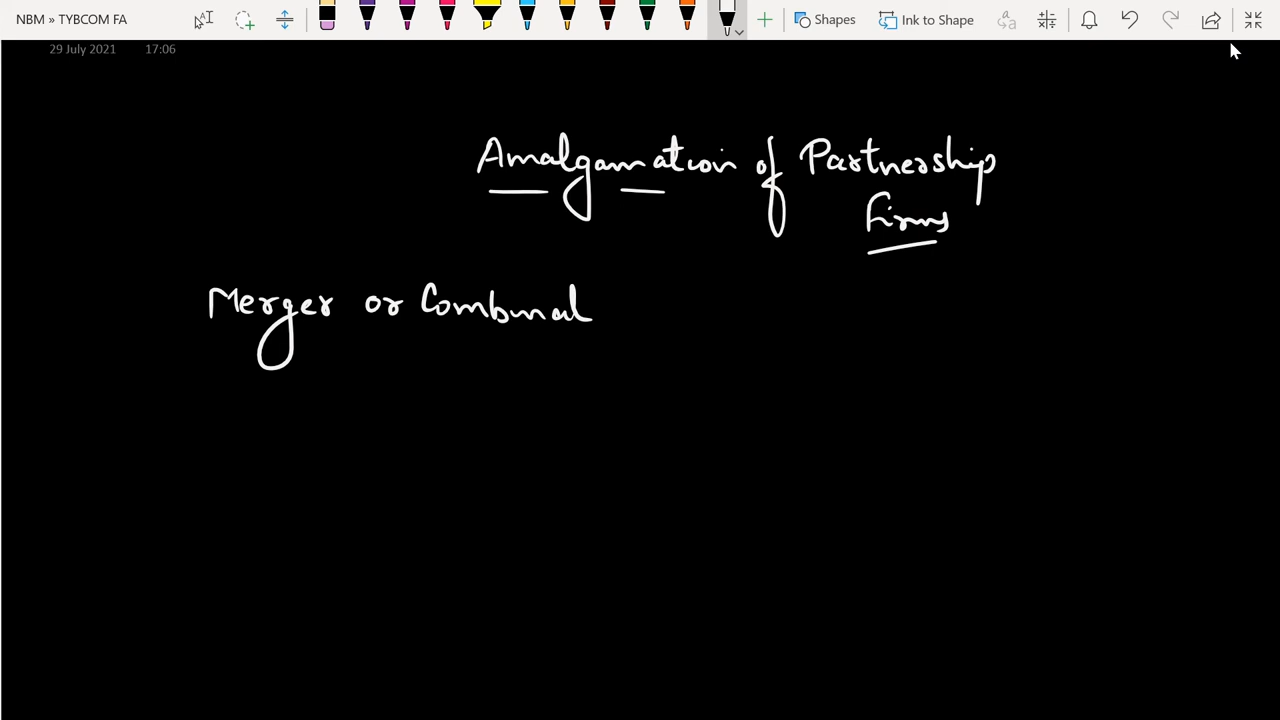 NBM » TYBCOM FA
Shapes
Ink to Shape
29 July 2021 17:06
Amalgamation of Partnership
Firms
Merger or Combinat